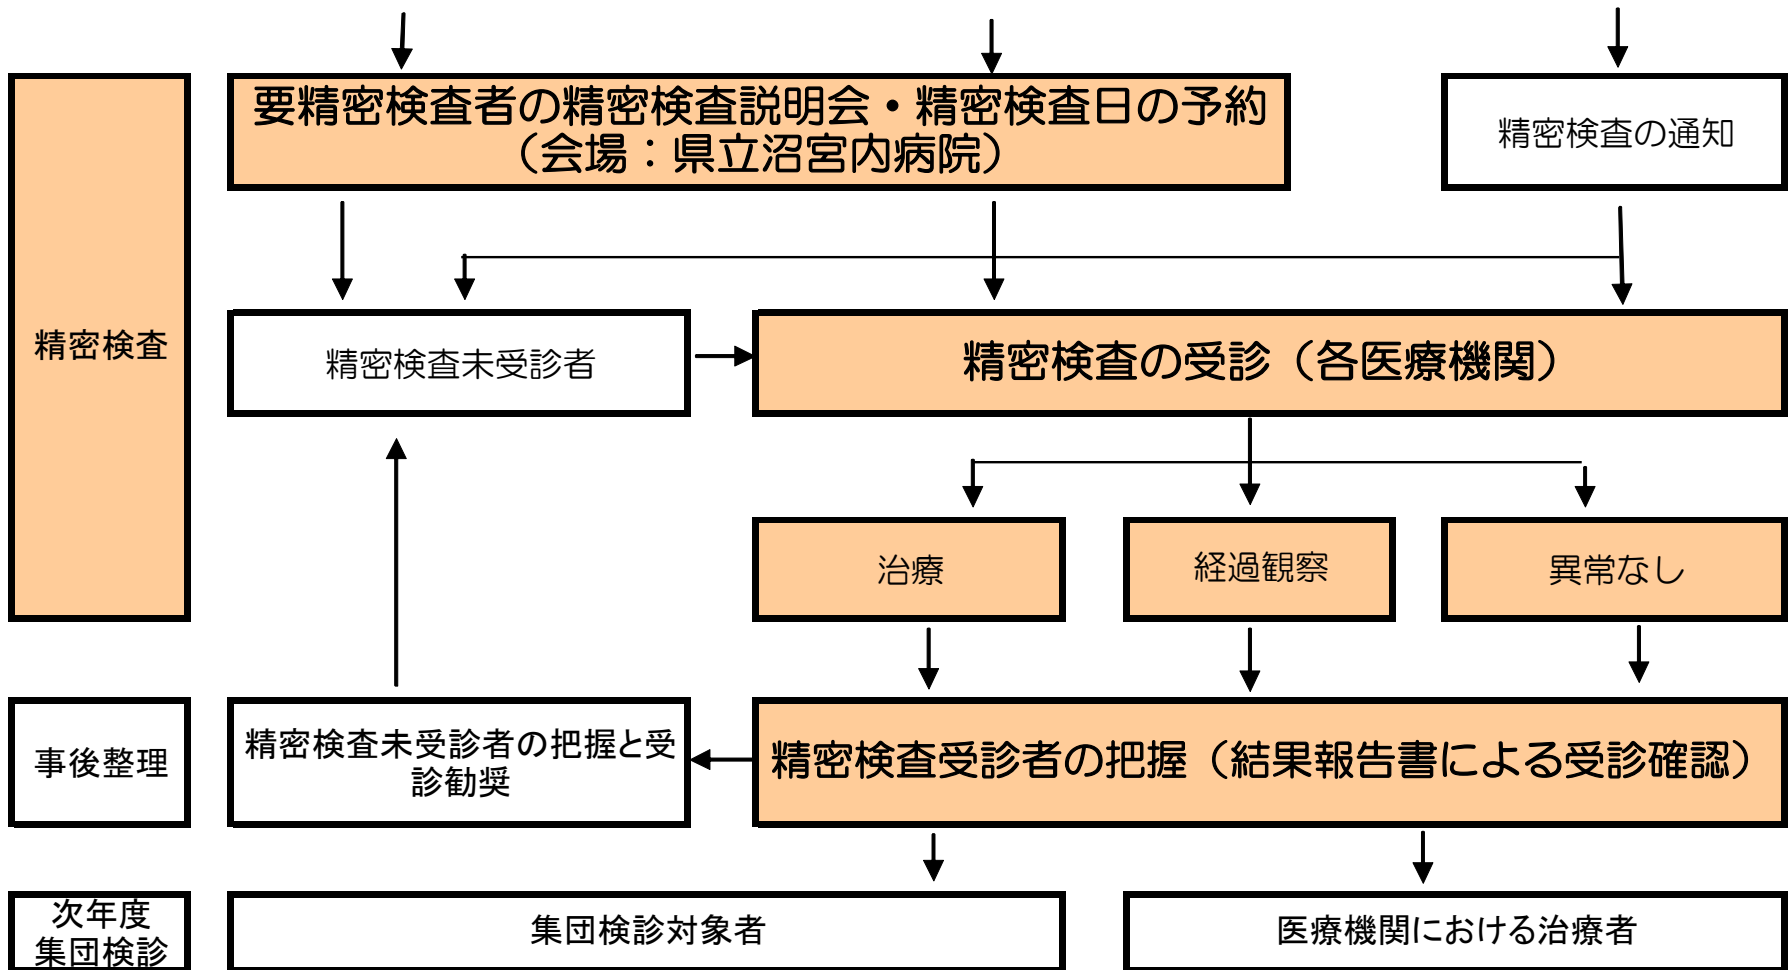 要精密検査者の精密検査説明会・精密検査日の予約
（会場：県立沼宮内病院）
精密検査の通知
精密検査
精密検査未受診者
精密検査の受診（各医療機関）
治療
経過観察
異常なし
事後整理
精密検査未受診者の把握と受
診勧奨
精密検査受診者の把握（結果報告書による受診確認）
次年度
集団検診
集団検診対象者
医療機関における治療者